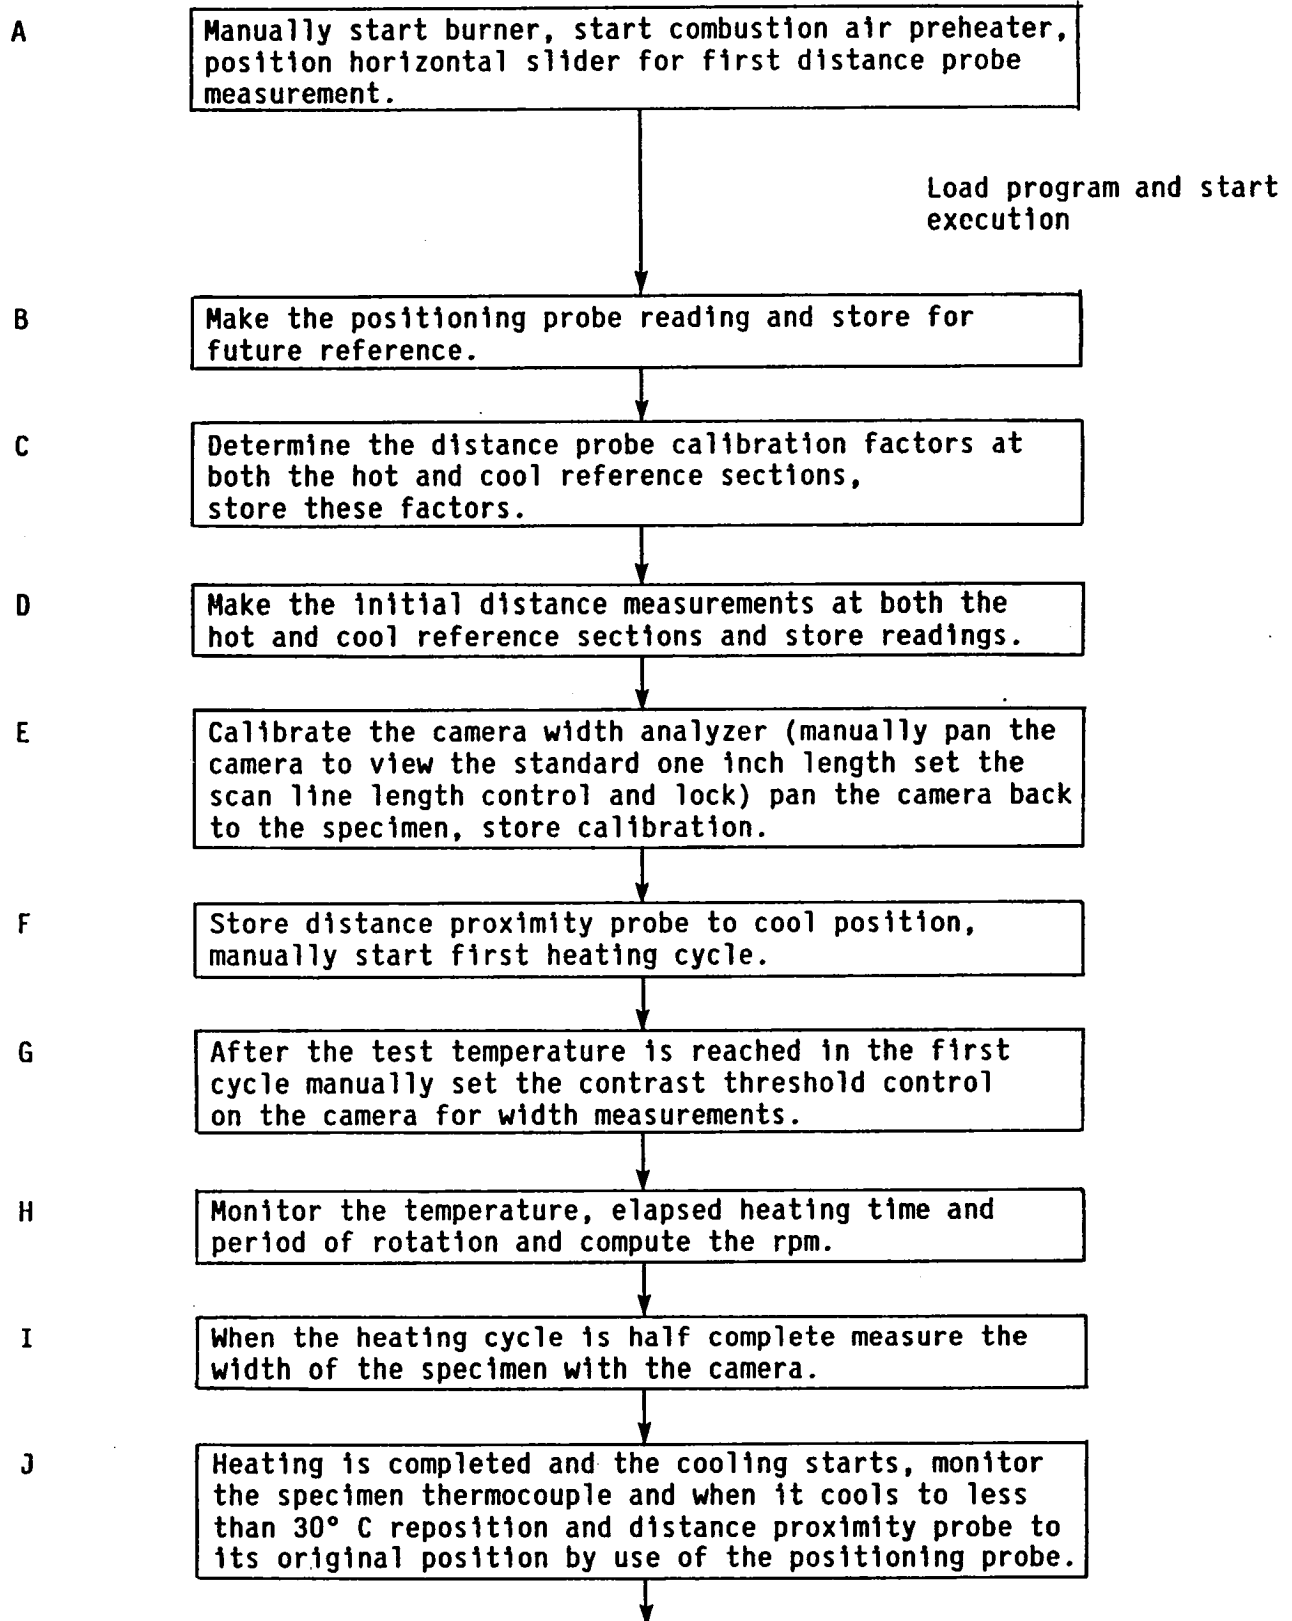 A
Manually start burner, start combustion air preheater,
position horizontal slider for first distance probe
measurement.
Load program and start
execution
B
Make the positioning probe reading and store for
future reference.
C
Determine the distance probe calibration factors at
both the hot and cool reference sections,
store these factors.
D
Make the initial distance measurements at both the
hot and cool reference sections and store readings.
E
Calibrate the camera width analyzer (manually pan the
camera to view the standard one inch length set the
scan line length control and lock) pan the camera back
to the specimen, store calibration.
F
Store distance proximity probe to cool position,
manually start first heating cycle.
G
After the test temperature is reached in the first
cycle manually set the contrast threshold control
on the camera for width measurements.
H
Monitor the temperature, elapsed heating time and
period of rotation and compute the rpm.
I
When the heating cycle is half complete measure the
width of the specimen with the camera.
J
Heating is completed and the cooling starts, monitor
the specimen thermocouple and when it cools to less
than 30° C reposition and distance proximity probe to
its original position by use of the positioning probe.